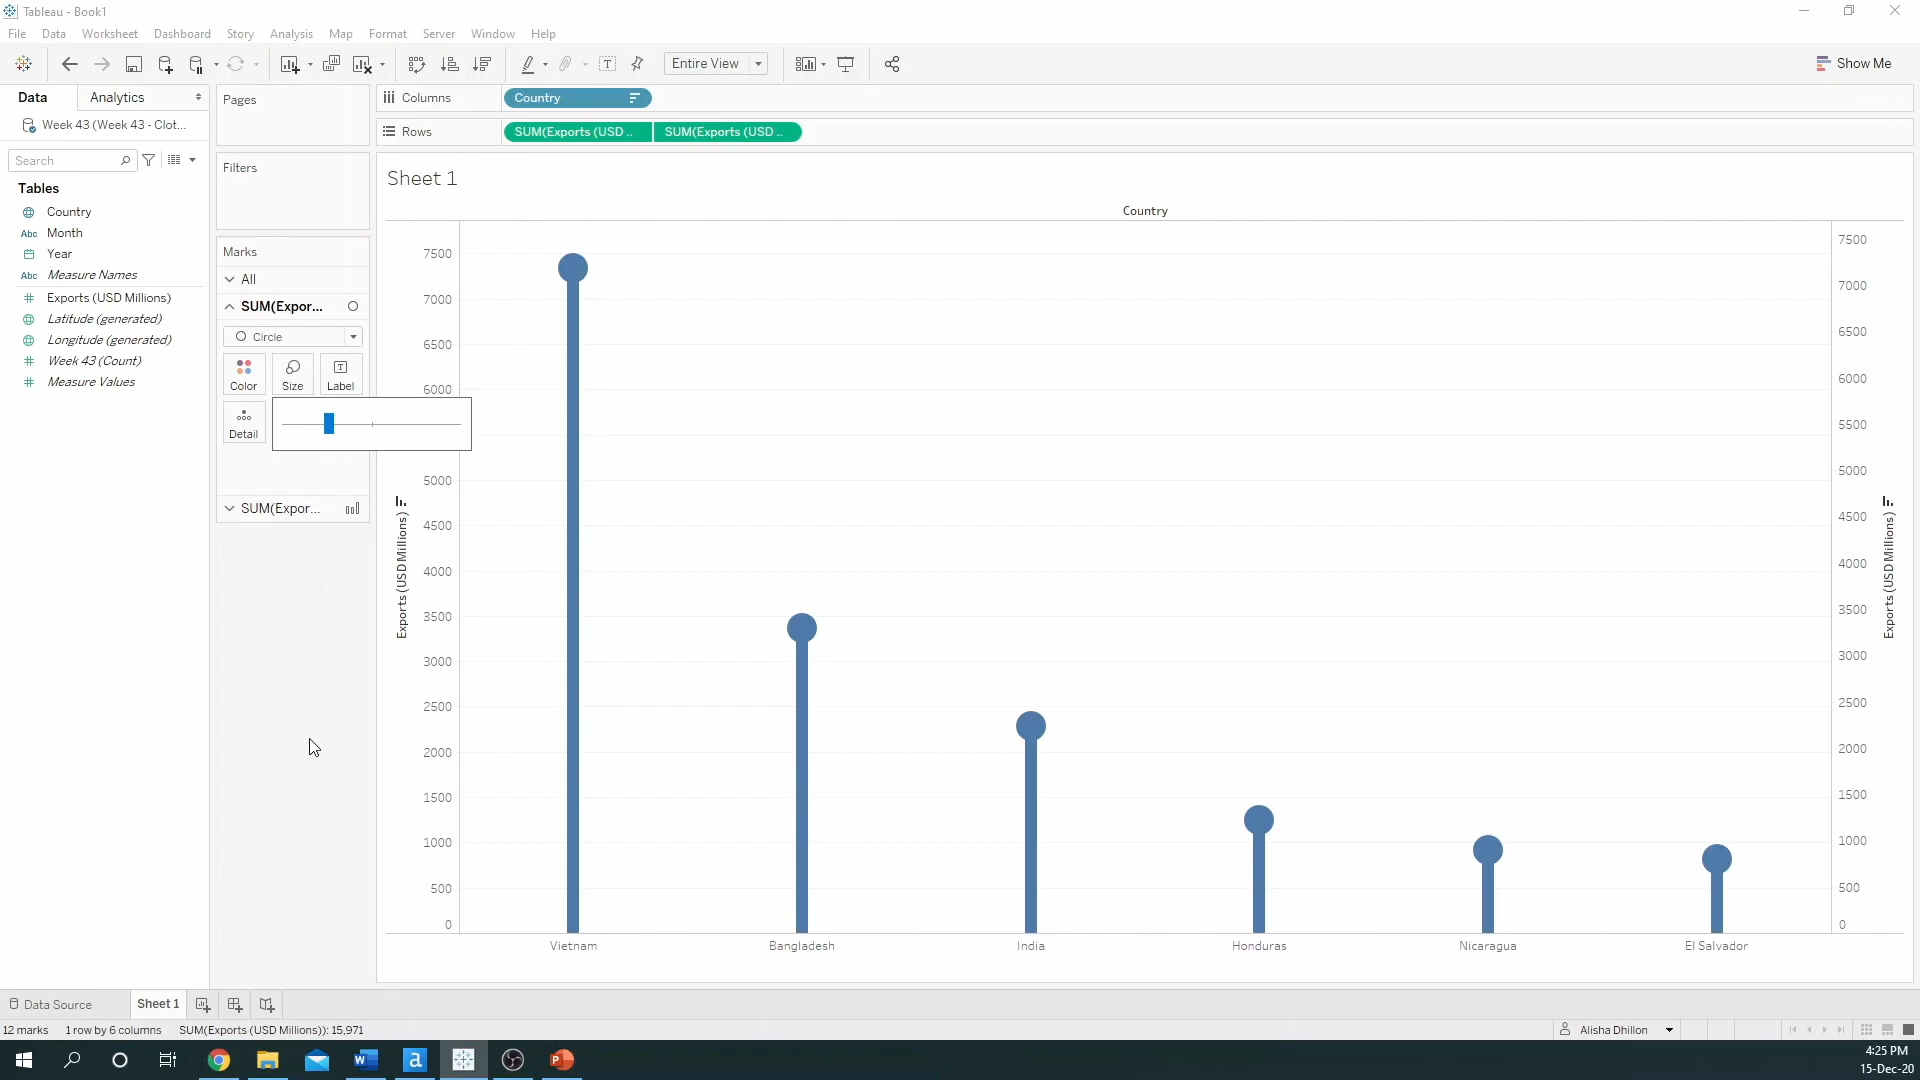 Tableau - Book1
File Data Worksheet Dashboard Story Analysis Map Format Server Window Help
Entire View
Show Me
Data Analytics
Week 43 (Week 43 - Clot...
Search
Tables
Country
Abc Month
Year
Abc Measure Names
Exports (USD Millions)
Latitude (generated)
Longitude (generated)
Week 43 (Count)
Measure Values
Pages
Filters
Marks
All
SUM(Expor...
Circle
Color Size Label
Detail
SUM(Expor...
Columns Country
Rows SUM(Exports (USD .. SUM(Exports (USD ..
Sheet 1
Country
Exports (USD Millions)
7500
7000
6500
6000
5000
4500
4000
3500
3000
2500
2000
1500
1000
500
0
Vietnam Bangladesh India Honduras Nicaragua El Salvador
7500
7000
6500
6000
5500
5000
4500
4000
3500
3000
2500
2000
1500
1000
500
0
Exports (USD Millions)
Data Source Sheet 1
12 marks 1 row by 6 columns SUM(Exports (USD Millions)): 15,971
Alisha Dhillon
4:25 PM
15-Dec-20